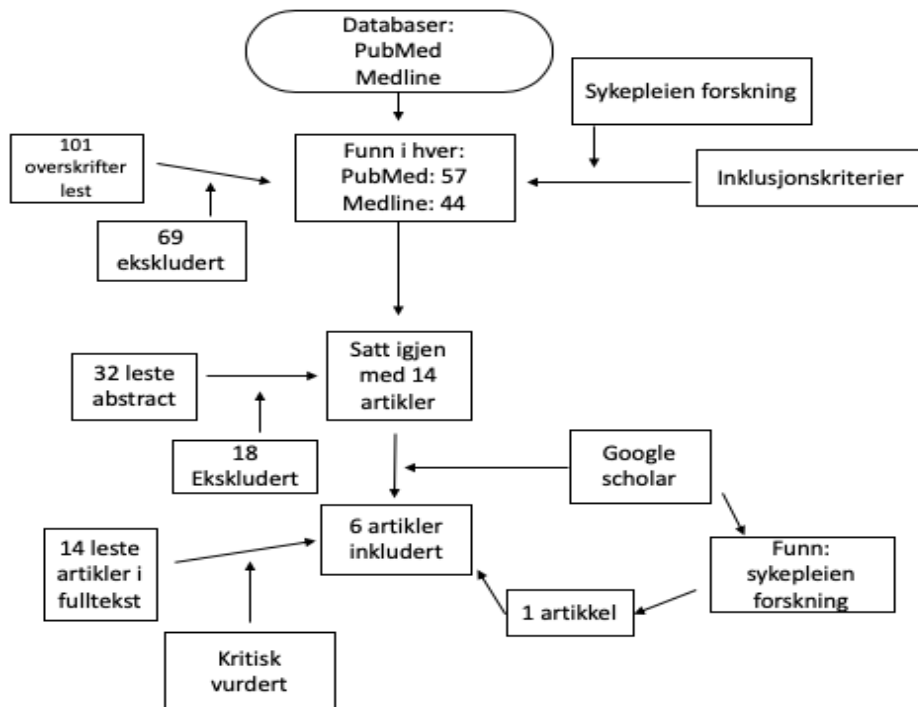 Databaser:
PubMed
Medline
Sykepleien forskning
101
overskrifter
lest
Funn i hver:
PubMed: 57
Medline: 44
Inklusjonskriterier
69
ekskludert
32 leste
abstract
Satt igjen
med 14
artikler
18
Ekskludert
Google
scholar
14 leste
artikler i
fulltekst
6 artikler
inkludert
Funn:
sykepleien
forskning
1 artikkel
Kritisk
vurdert